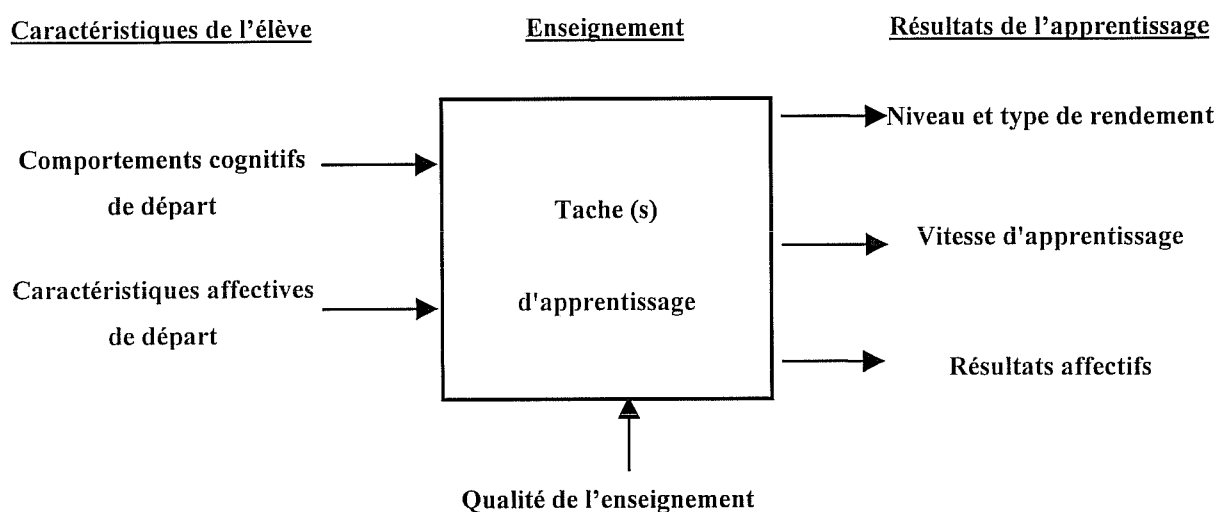 Caractéristiques de l'élève
Enseignement
Résultats de l'apprentissage
Niveau et type de rendement
Comportements cognitifs
de départ
Tache (s)
d'apprentissage
Vitesse d'apprentissage
Caractéristiques affectives
de départ
Résultats affectifs
Qualité de l'enseignement